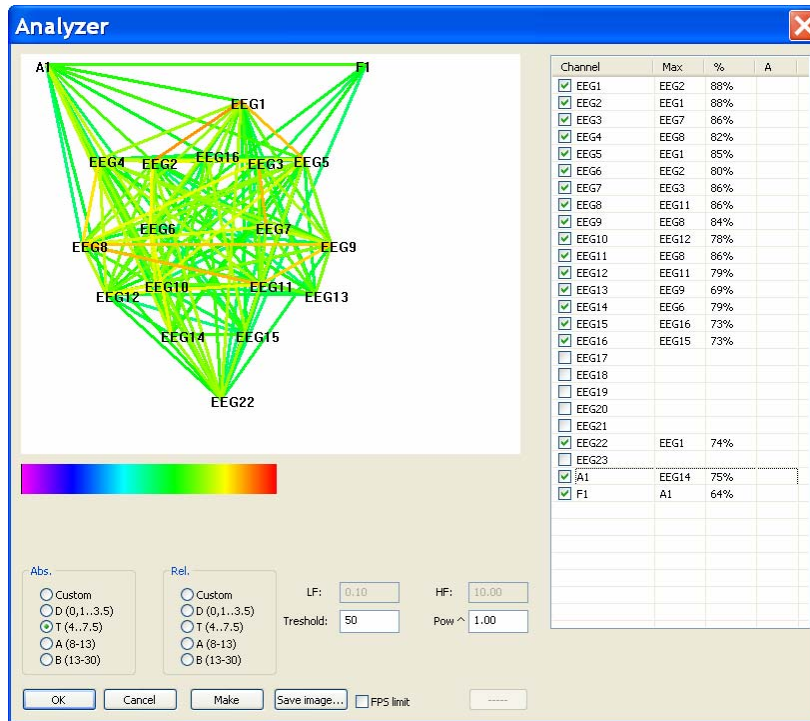 Analyzer
A1 F1
EEG1
EEG4 EEG2 EEG16 EEG3 EEG5
EEG6 EEG7
EEG8 EEG9
EEG12 EEG10 EEG11 EEG13
EEG14 EEG15
EEG22
Channel Max % A
EEG1 EEG2 88%
EEG2 EEG1 88%
EEG3 EEG7 86%
EEG4 EEG8 82%
EEG5 EEG1 85%
EEG6 EEG2 80%
EEG7 EEG3 86%
EEG8 EEG11 86%
EEG9 EEG8 84%
EEG10 EEG12 78%
EEG11 EEG8 86%
EEG12 EEG11 79%
EEG13 EEG9 69%
EEG14 EEG6 79%
EEG15 EEG16 73%
EEG16 EEG15 73%
EEG17
EEG18
EEG19
EEG20
EEG21
EEG22 EEG1 74%
EEG23
A1 EEG14 75%
F1 A1 64%
Abs.
Custom
D (0,1..3.5)
T (4..7.5)
A (8-13)
B (13-30)
Rel.
Custom
D (0,1..3.5)
T (4..7.5)
A (8-13)
B (13-30)
LF: 0.10 HF: 10.00
Treshold: 50 Pow ^ 1.00
OK Cancel Make Save image... FPS limit -----